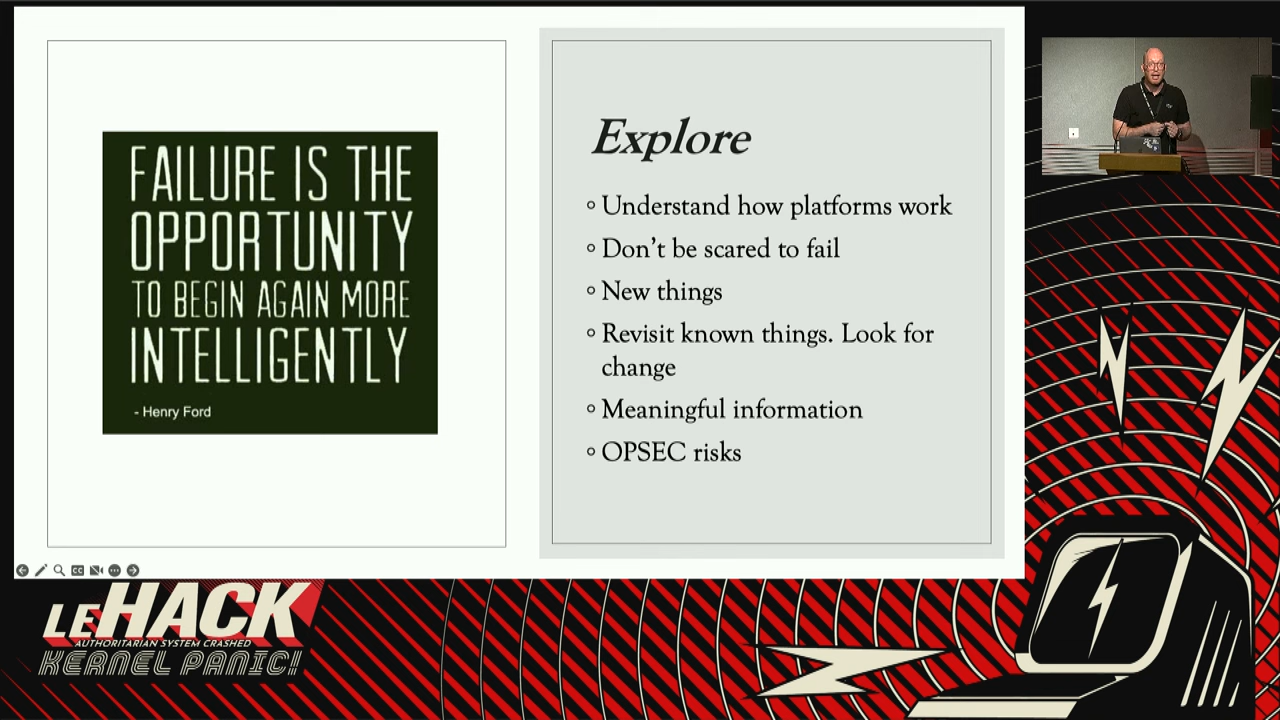 FAILURE IS THE
OPPORTUNITY
TO BEGIN AGAIN MORE
INTELLIGENTLY
- Henry Ford
Explore
Understand how platforms work
Don't be scared to fail
New things
Revisit known things. Look for
change
Meaningful information
OPSEC risks
CC
LEHACK
AUTHORITARIAN SYSTEM CRASHED
KERNEL PANIC!